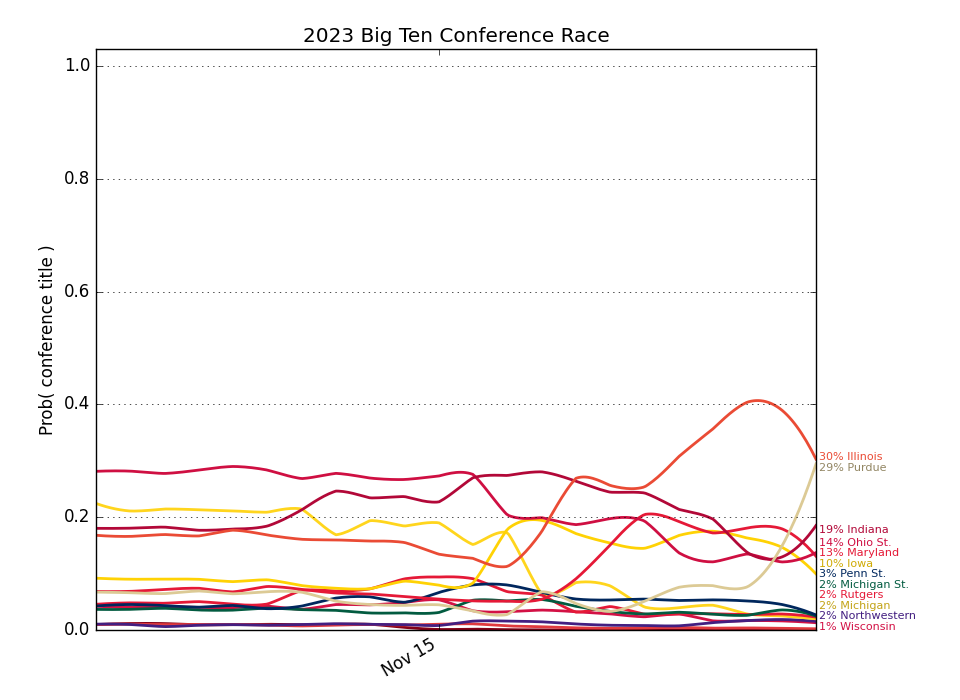 2023 Big Ten Conference Race
1.0
0.8
0.6
0.4
0.2
0.0
Prob( conference title )
Nov 15
30% Illinois
29% Purdue
19% Indiana
14% Ohio St.
13% Maryland
10% Iowa
3% Penn St.
2% Michigan St.
2% Rutgers
2% Michigan
2% Northwestern
1% Wisconsin